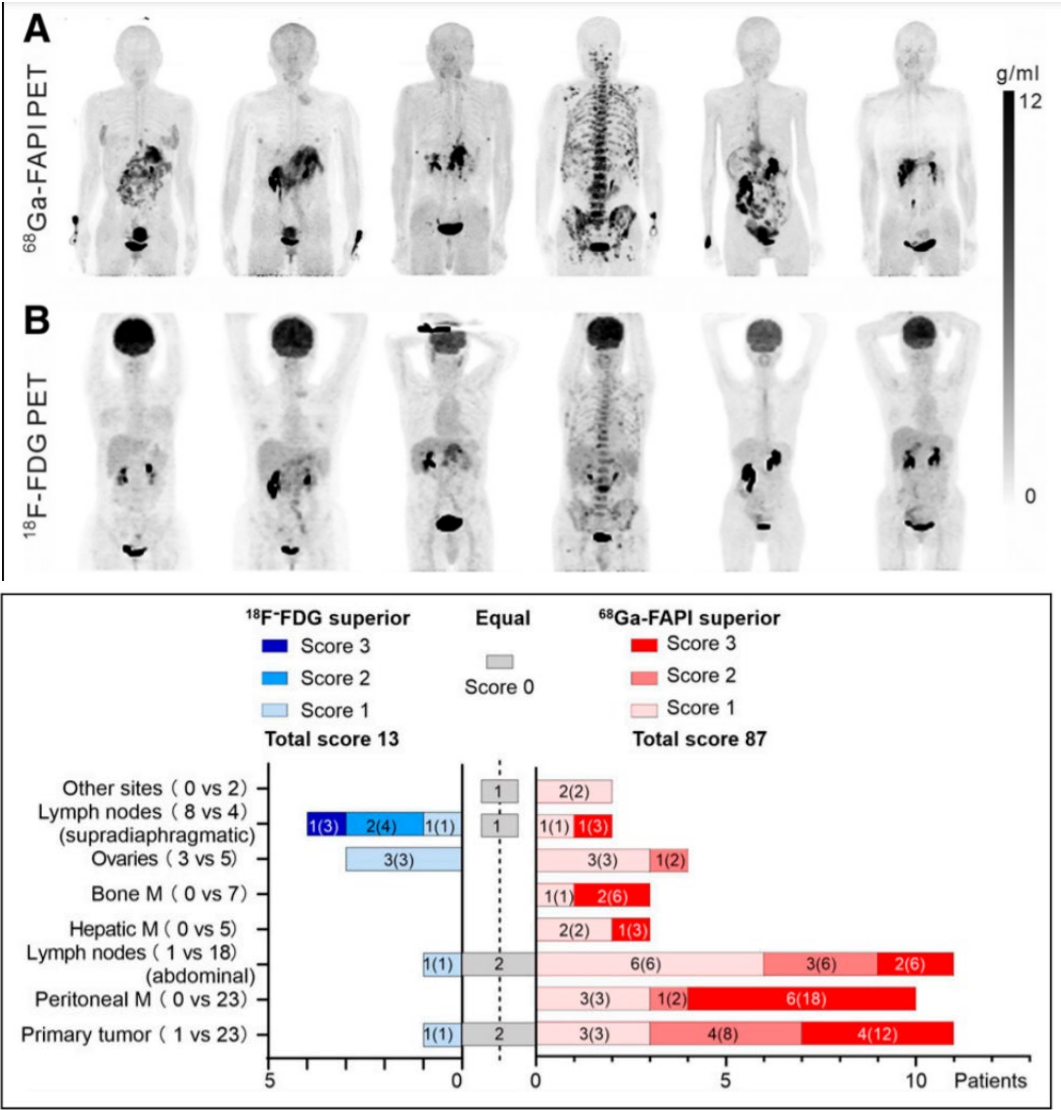 A
⁶⁸Ga-FAPI PET
g/ml
12
0
B
¹⁸F-FDG PET
¹⁸F-FDG superior
Score 3
Score 2
Score 1
Total score 13
Equal
Score 0
⁶⁸Ga-FAPI superior
Score 3
Score 2
Score 1
Total score 87
Other sites ( 0 vs 2) 1 2(2)
Lymph nodes ( 8 vs 4)
(supradiaphragmatic) 1(3) 2(4) 1(1) 1 1(1) 1(3)
Ovaries ( 3 vs 5) 3(3) 3(3) 1(2)
Bone M ( 0 vs 7) 1(1) 2(6)
Hepatic M ( 0 vs 5) 2(2) 1(3)
Lymph nodes ( 1 vs 18)
(abdominal) 1(1) 2 6(6) 3(6) 2(6)
Peritoneal M ( 0 vs 23) 3(3) 1(2) 6(18)
Primary tumor ( 1 vs 23) 1(1) 2 3(3) 4(8) 4(12)
5 0 0 5 10 Patients